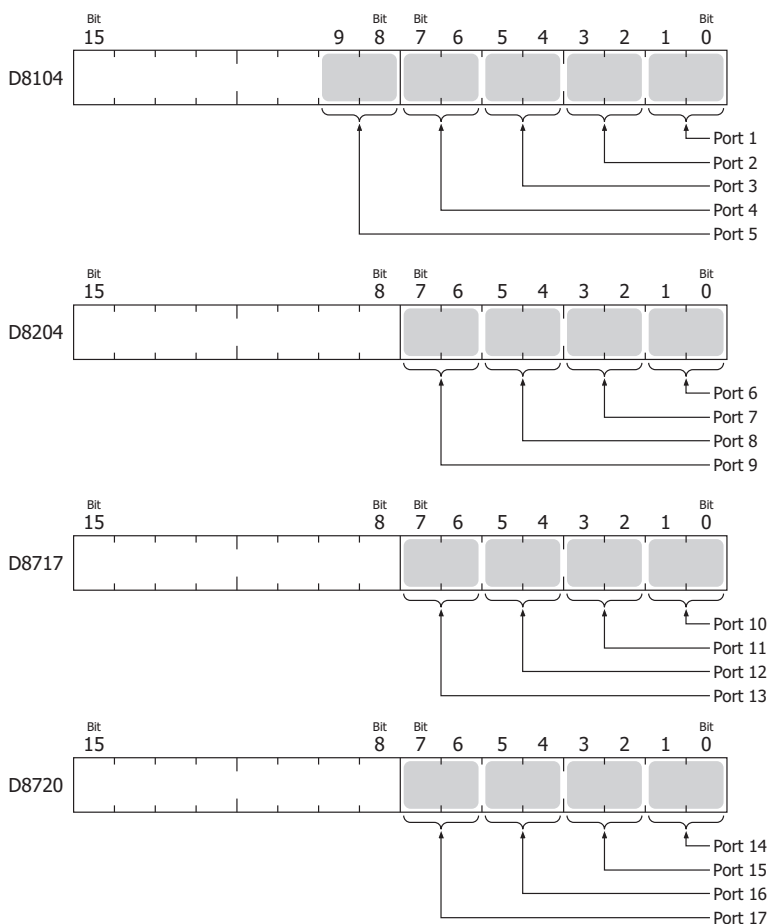 Bit Bit Bit Bit
15 9 8 7 6 5 4 3 2 1 0
D8104
Port 1
Port 2
Port 3
Port 4
Port 5
Bit Bit Bit Bit
15 8 7 6 5 4 3 2 1 0
D8204
Port 6
Port 7
Port 8
Port 9
Bit Bit Bit Bit
15 8 7 6 5 4 3 2 1 0
D8717
Port 10
Port 11
Port 12
Port 13
Bit Bit Bit Bit
15 8 7 6 5 4 3 2 1 0
D8720
Port 14
Port 15
Port 16
Port 17